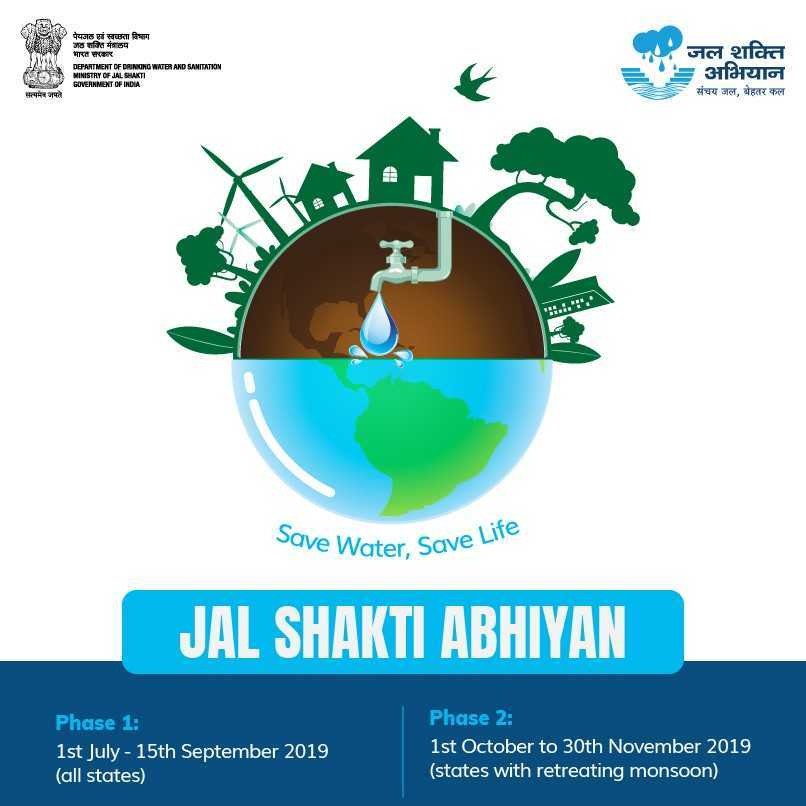 पेयजल एवं स्वच्छता विभाग
जल शक्ति मंत्रालय
भारत सरकार
DEPARTMENT OF DRINKING WATER AND SANITATION
MINISTRY OF JAL SHAKTI
GOVERNMENT OF INDIA
सत्यमेव जयते
जल शक्ति
अभियान
संचय जल, बेहतर कल
Save Water, Save Life
JAL SHAKTI ABHIYAN
Phase 1:
1st July - 15th September 2019
(all states)
Phase 2:
1st October to 30th November 2019
(states with retreating monsoon)